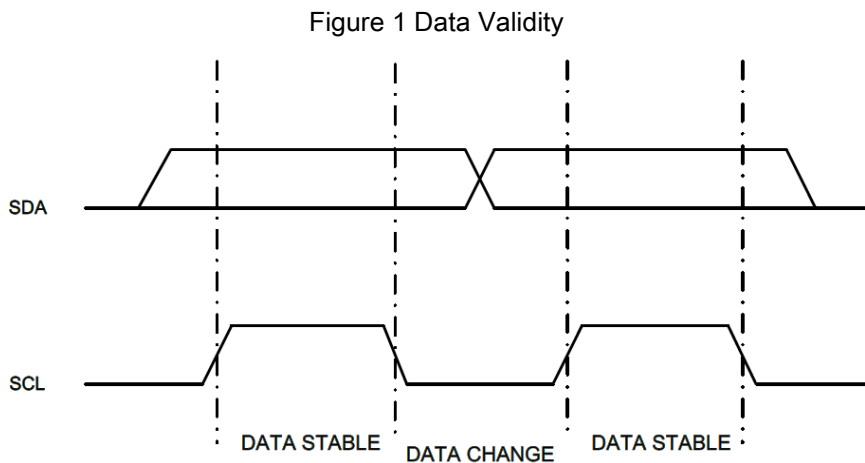 Figure 1 Data Validity
SDA
SCL
DATA STABLE
DATA CHANGE
DATA STABLE